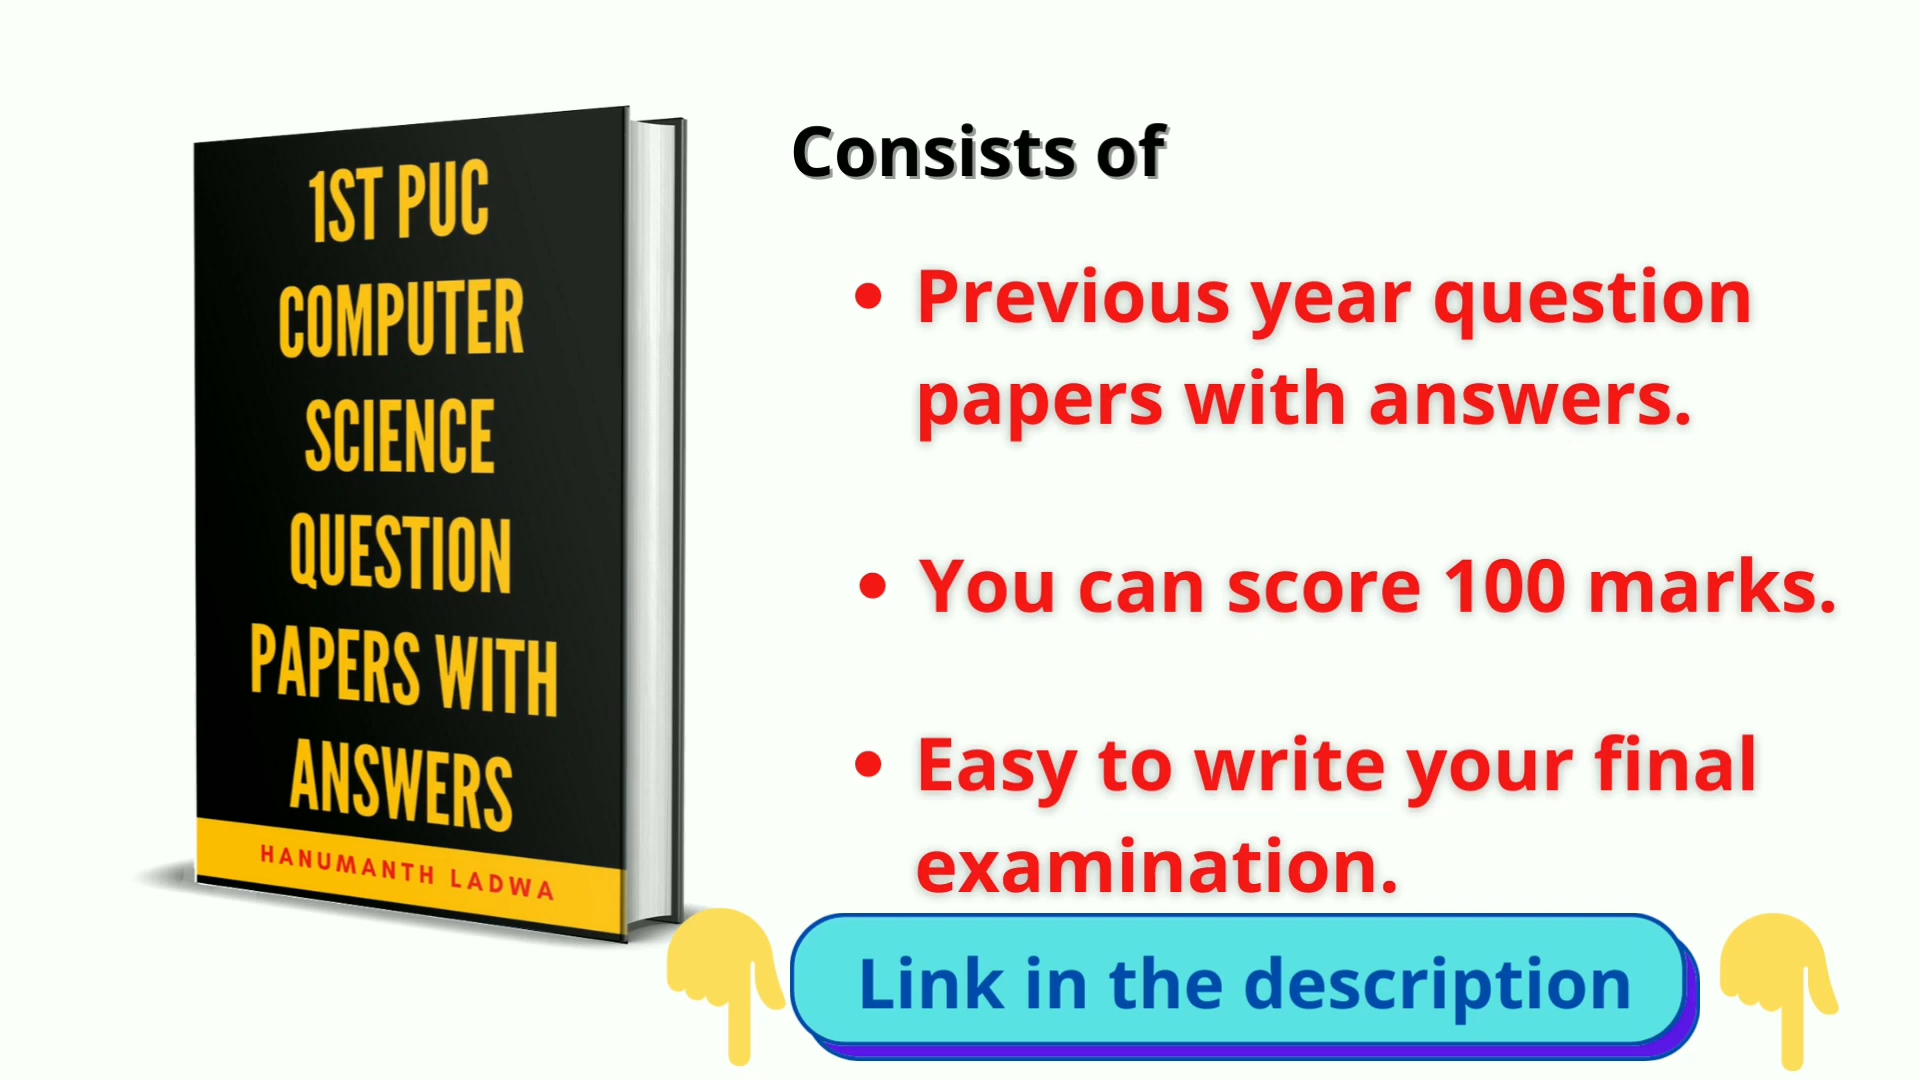 1ST PUC
COMPUTER
SCIENCE
QUESTION
PAPERS WITH
ANSWERS
HANUMANTH LADWA
Consists of
• Previous year question
papers with answers.
• You can score 100 marks.
• Easy to write your final
examination.
Link in the description